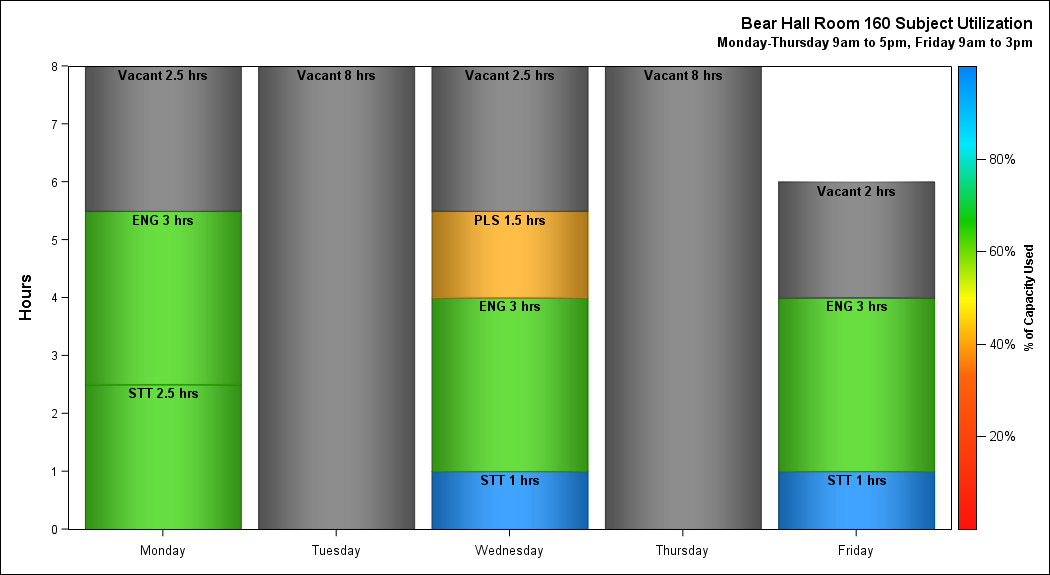 Bear Hall Room 160 Subject Utilization
Monday-Thursday 9am to 5pm, Friday 9am to 3pm
Hours
8
7
6
5
4
3
2
1
0
Vacant 2.5 hrs
ENG 3 hrs
STT 2.5 hrs
Vacant 8 hrs
Vacant 2.5 hrs
PLS 1.5 hrs
ENG 3 hrs
STT 1 hrs
Vacant 8 hrs
Vacant 2 hrs
ENG 3 hrs
STT 1 hrs
Monday
Tuesday
Wednesday
Thursday
Friday
80%
60%
40%
20%
% of Capacity Used